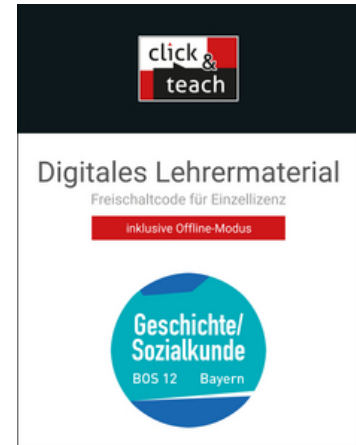 click &
teach
Digitales Lehrermaterial
Freischaltcode für Einzellizenz
inklusive Offline-Modus
Geschichte/
Sozialkunde
BOS 12 Bayern